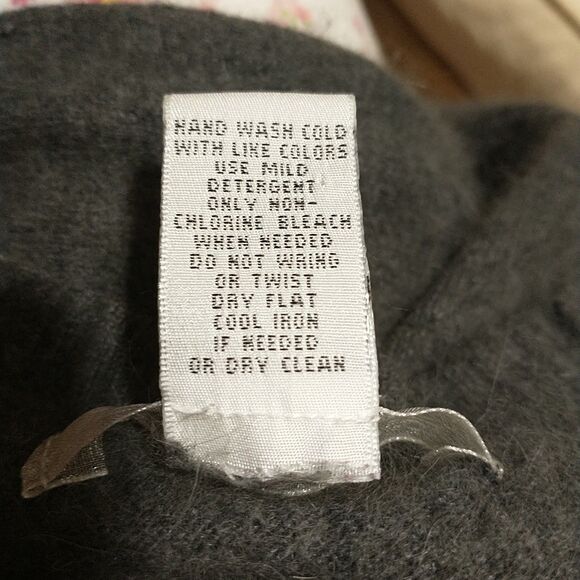 HAND WASH COLD
WITH LIKE COLORS
USE MILD
DETERGENT
ONLY NON-
CHLORINE BLEACH
WHEN NEEDED
DO NOT WRING
OR TWIST
DRY FLAT
COOL IRON
IF NEEDED
OR DRY CLEAN